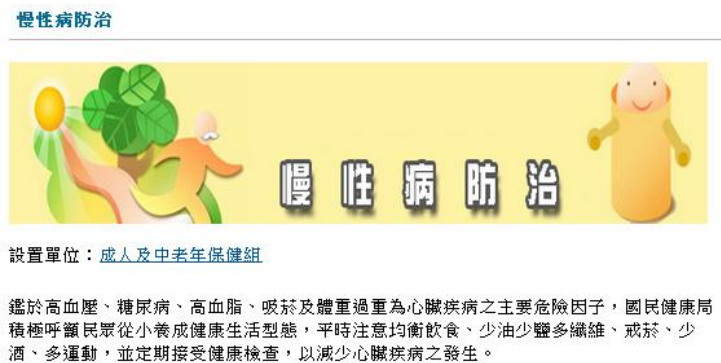 慢性病防治
慢性病防治
設置單位：成人及中老年保健組
鑑於高血壓、糖尿病、高血脂、吸菸及體重過重為心臟疾病之主要危險因子，國民健康局
積極呼籲民眾從小養成健康生活型態，平時注意均衡飲食、少油少鹽多纖維、戒菸、少
酒、多運動，並定期接受健康檢查，以減少心臟疾病之發生。